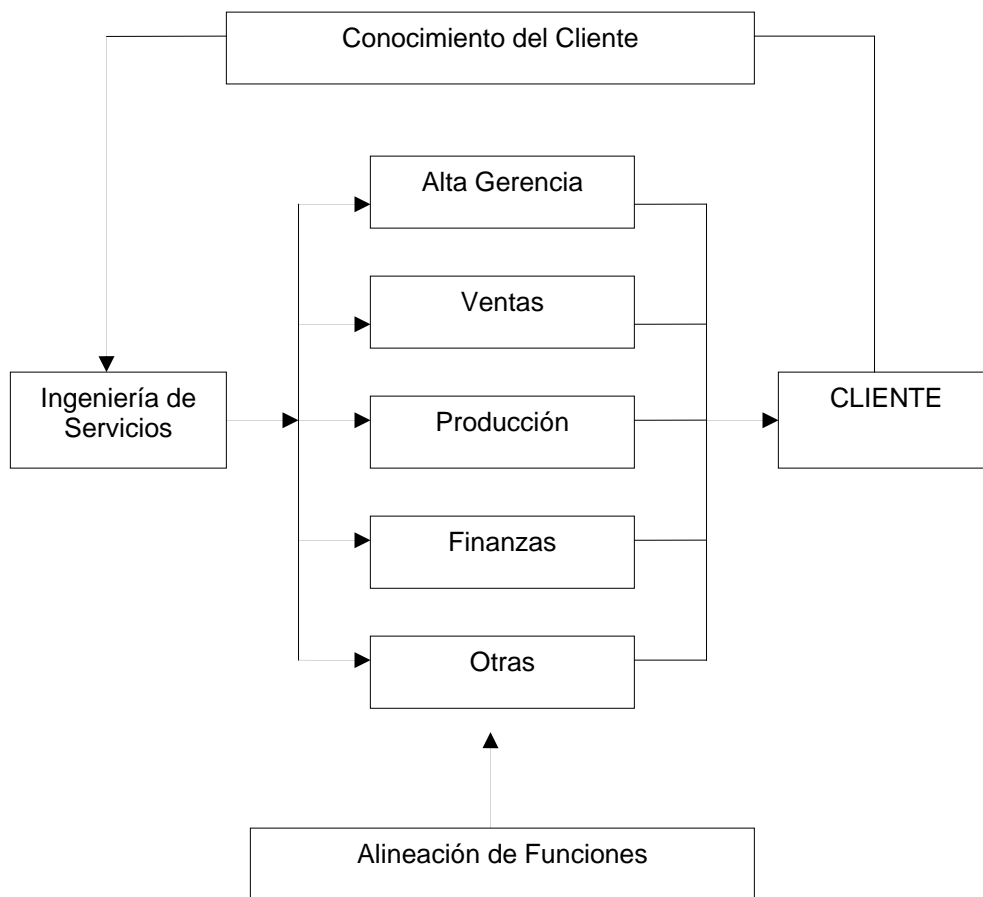 Conocimiento del Cliente
Alta Gerencia
Ventas
Ingeniería de
Servicios
Producción
CLIENTE
Finanzas
Otras
Alineación de Funciones